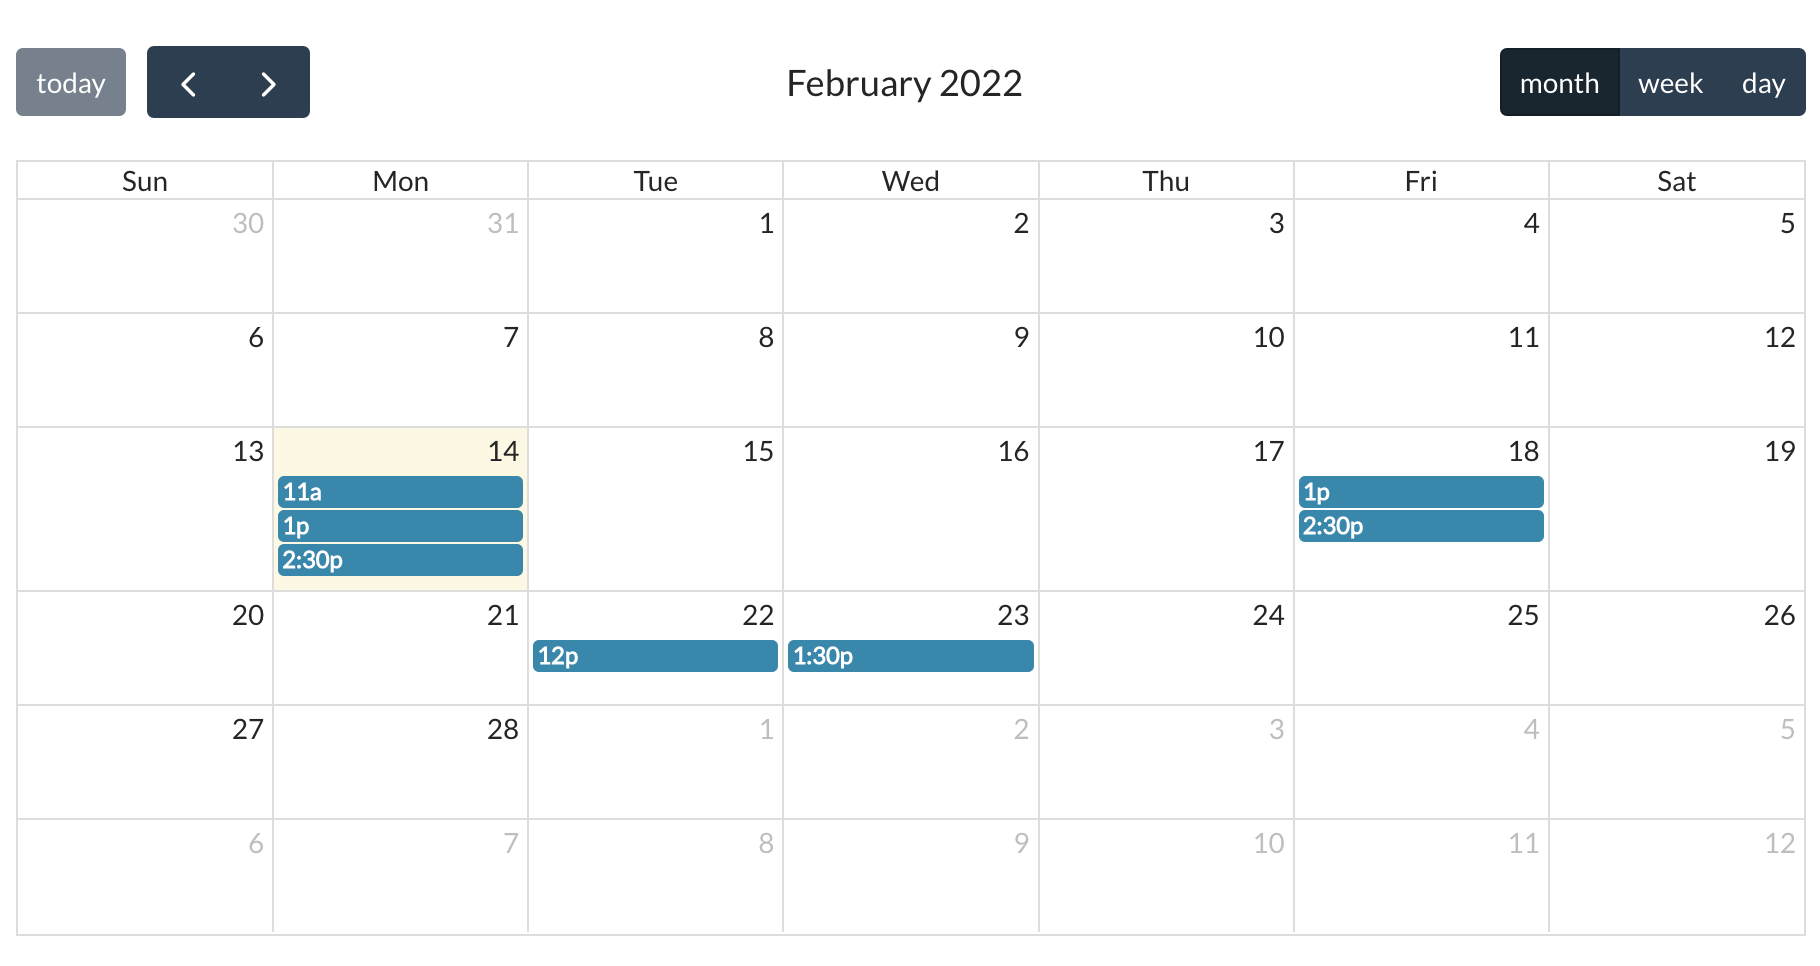 today
February 2022
month week day
Sun Mon Tue Wed Thu Fri Sat
30 31 1 2 3 4 5
6 7 8 9 10 11 12
13 14 15 16 17 18 19
11a 1p
1p 2:30p
2:30p
20 21 22 23 24 25 26
12p 1:30p
27 28 1 2 3 4 5
6 7 8 9 10 11 12